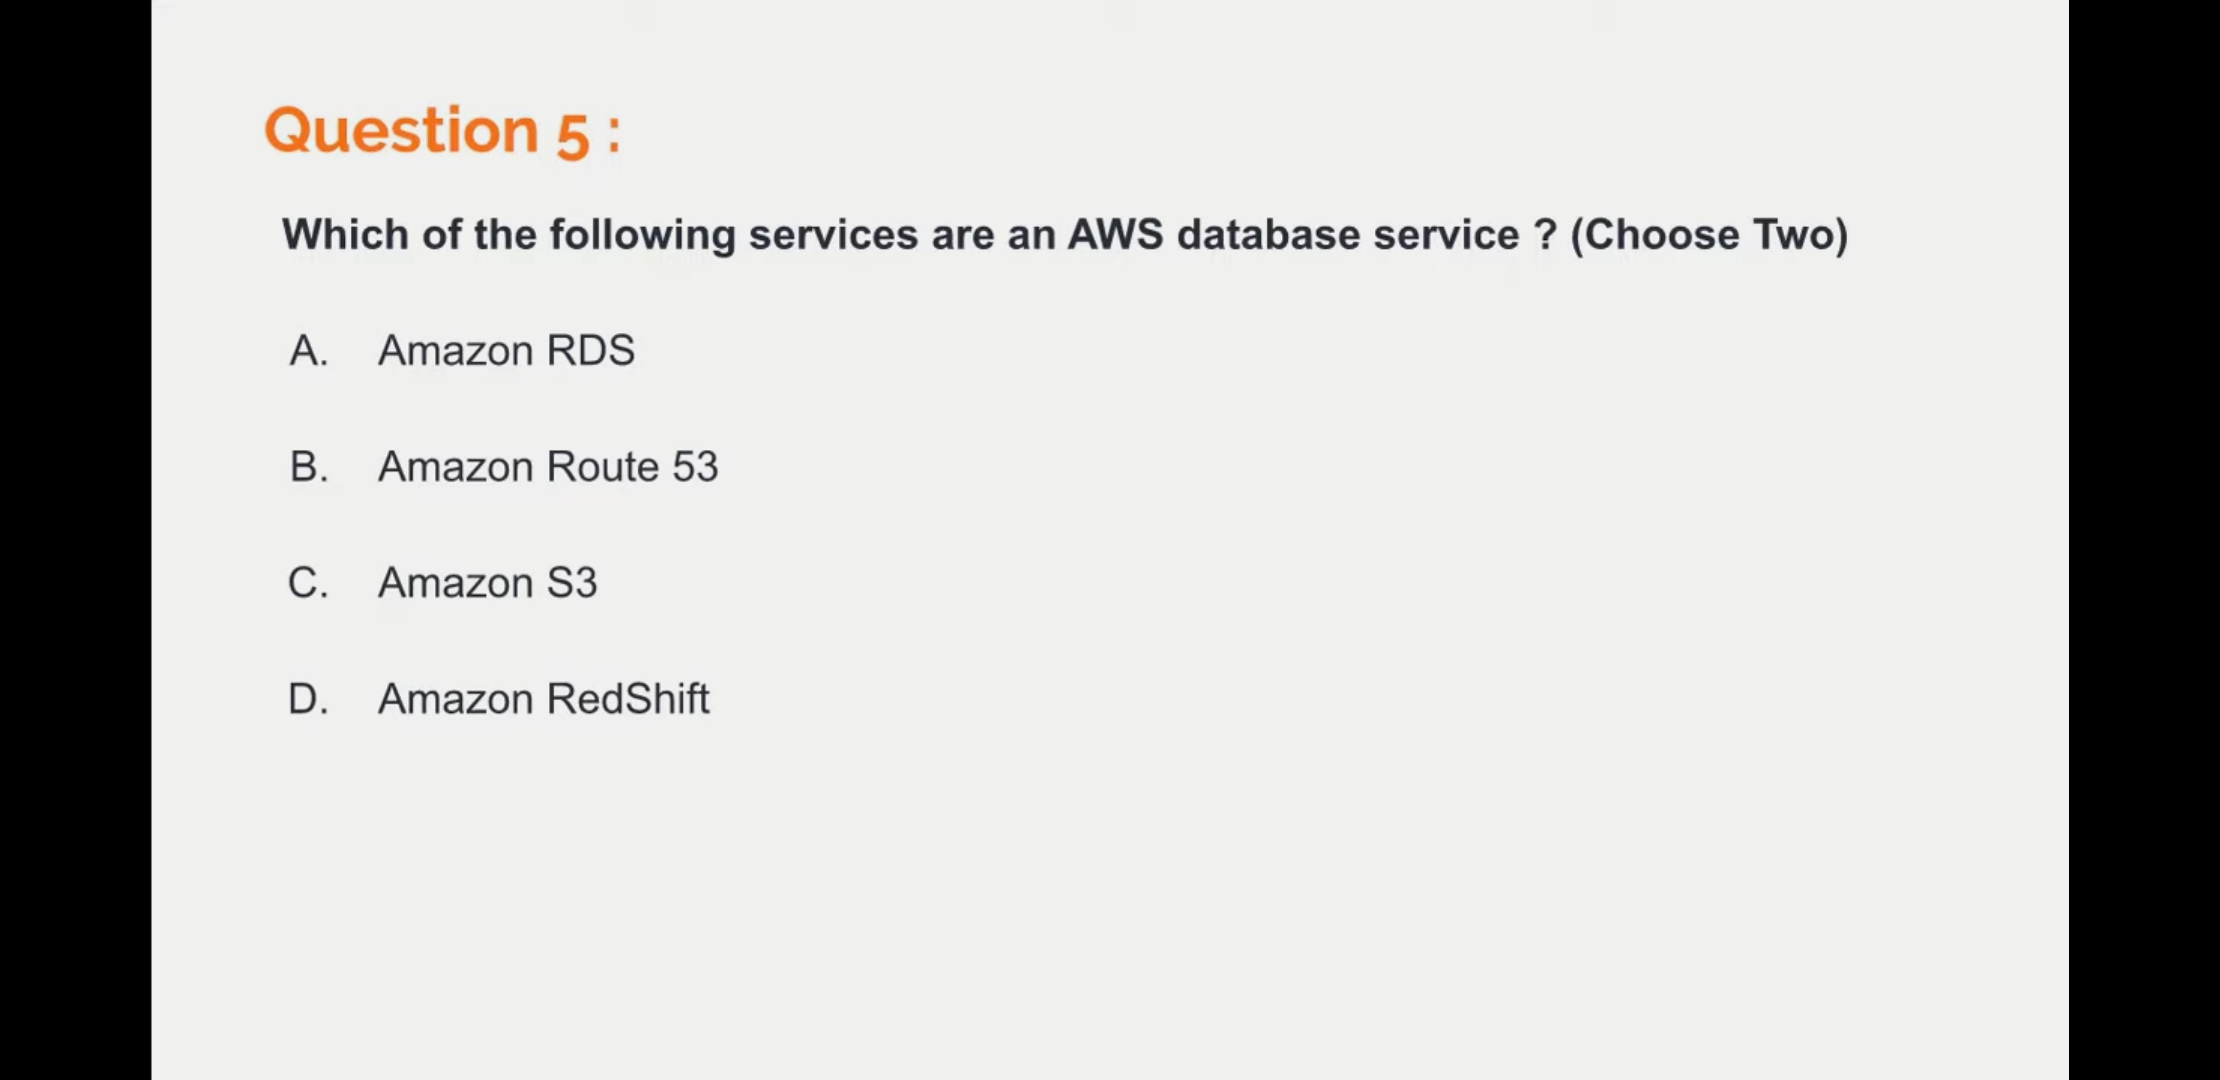 Question 5 :
Which of the following services are an AWS database service ? (Choose Two)
A. Amazon RDS
B. Amazon Route 53
C. Amazon S3
D. Amazon RedShift